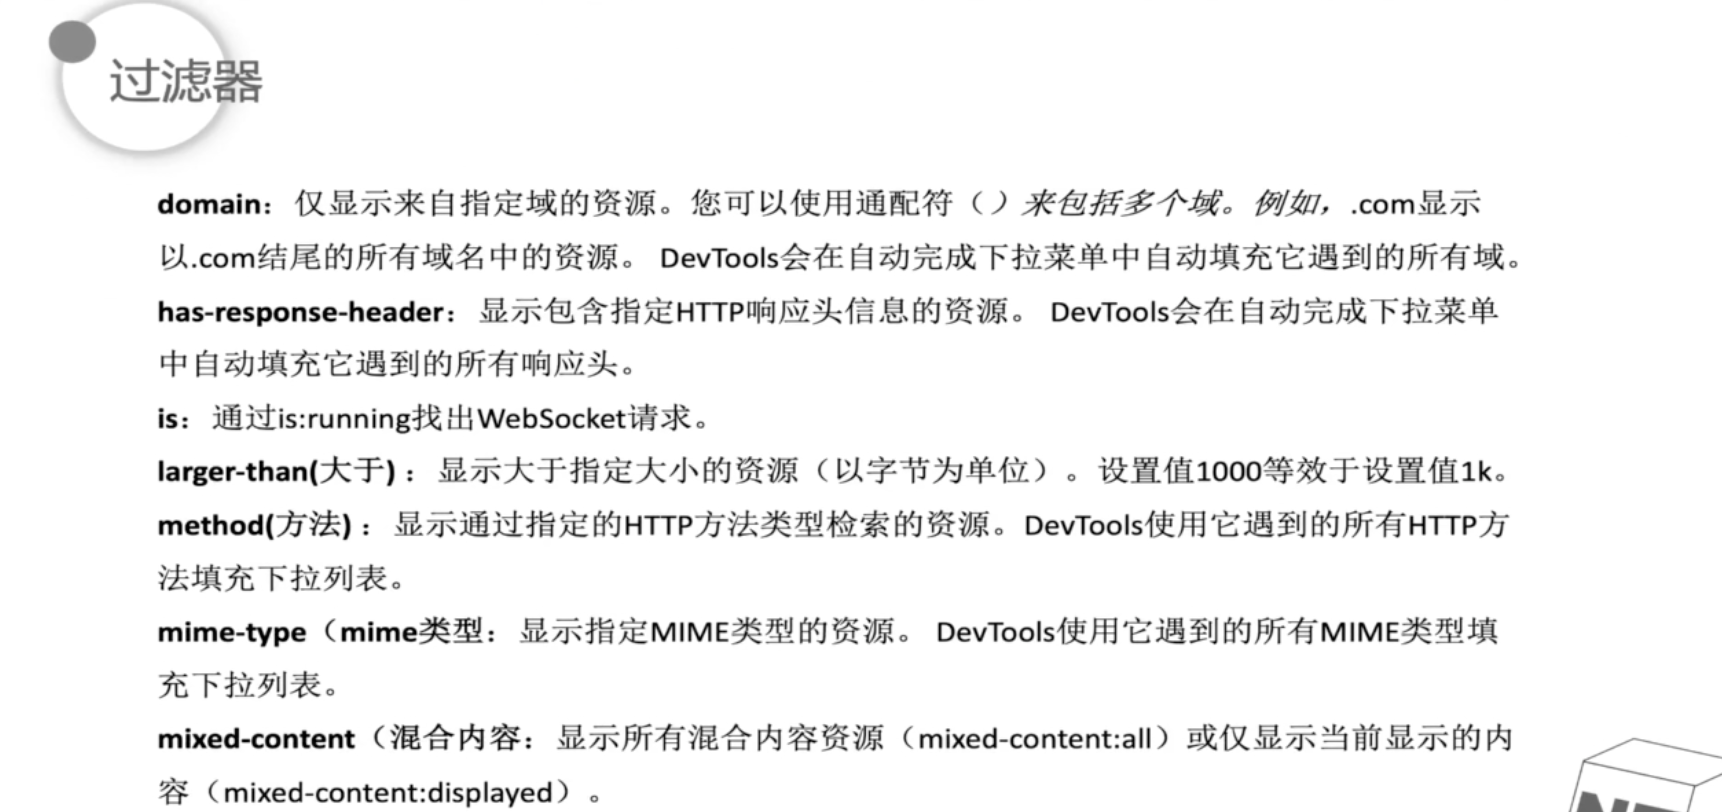 过滤器
domain：仅显示来自指定域的资源。您可以使用通配符（）来包括多个域。例如，.com显示
以.com结尾的所有域名中的资源。 DevTools会在自动完成下拉菜单中自动填充它遇到的所有域。
has-response-header：显示包含指定HTTP响应头信息的资源。 DevTools会在自动完成下拉菜单
中自动填充它遇到的所有响应头。
is：通过is:running找出WebSocket请求。
larger-than(大于)：显示大于指定大小的资源（以字节为单位）。设置值1000等效于设置值1k。
method(方法)：显示通过指定的HTTP方法类型检索的资源。DevTools使用它遇到的所有HTTP方
法填充下拉列表。
mime-type（mime类型：显示指定MIME类型的资源。 DevTools使用它遇到的所有MIME类型填
充下拉列表。
mixed-content（混合内容：显示所有混合内容资源（mixed-content:all）或仅显示当前显示的内
容（mixed-content:displayed）。